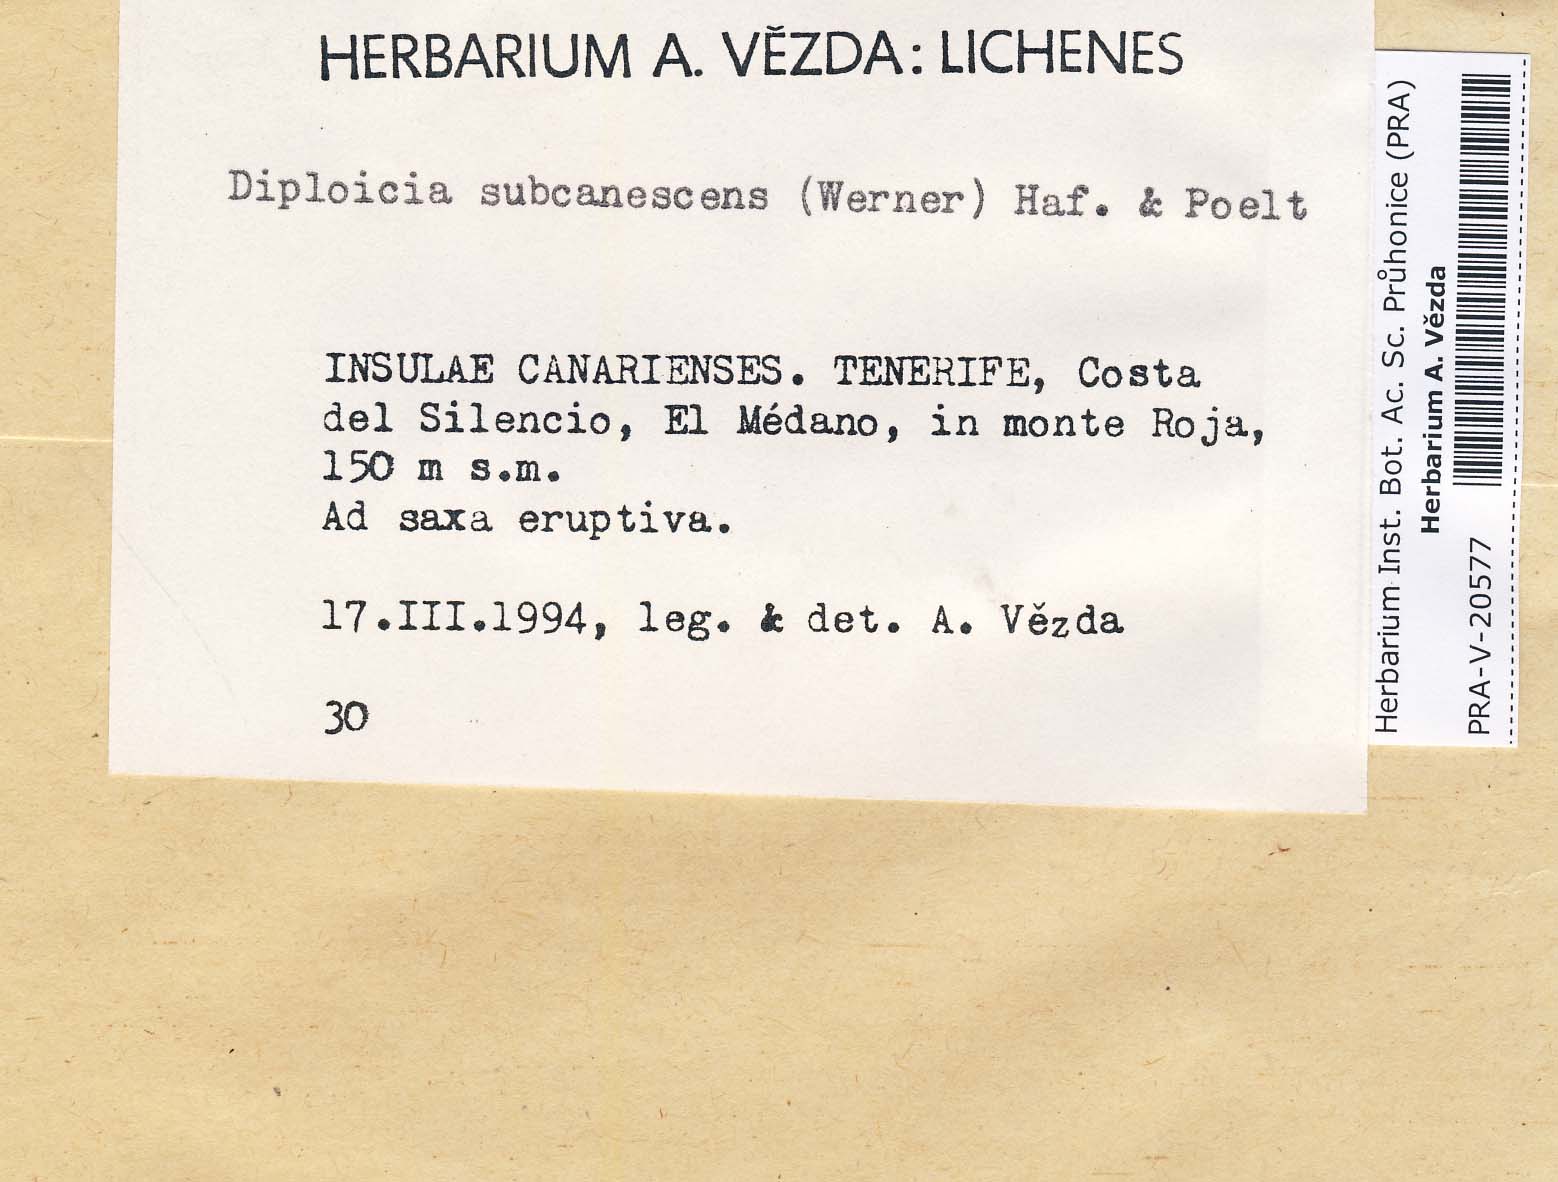 HERBARIUM A. VĚZDA: LICHENES
Diploicia subcanescens (Werner) Haf. & Poelt
INSULAE CANARIENSES. TENERIFE, Costa
del Silencio, El Médano, in monte Roja,
150 m s.m.
Ad saxa eruptiva.
17.III.1994, leg. & det. A. Vězda
30
Herbarium Inst. Bot. Ac. Sc. Průhonice (PRA)
Herbarium A. Vězda
PRA-V-20577